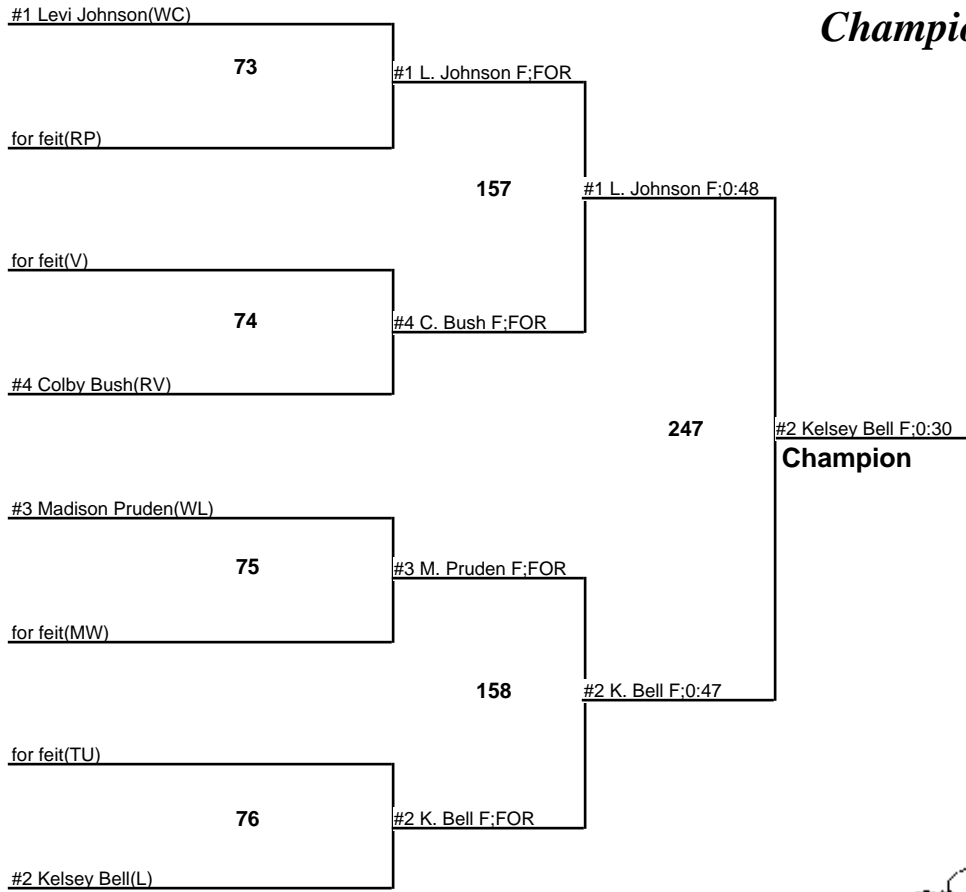 #1 Levi Johnson(WC)
73
#1 L. Johnson F;FOR
for feit(RP)
157
#1 L. Johnson F;0:48
for feit(V)
74
#4 C. Bush F;FOR
#4 Colby Bush(RV)
247
#2 Kelsey Bell F;0:30
Champion
#3 Madison Pruden(WL)
75
#3 M. Pruden F;FOR
for feit(MW)
158
#2 K. Bell F;0:47
for feit(TU)
76
#2 K. Bell F;FOR
#2 Kelsey Bell(L)